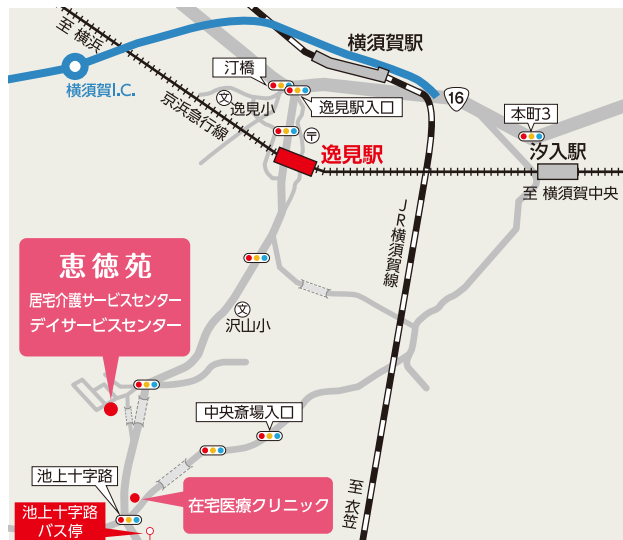 至 横浜
横須賀駅
汀橋
横須賀I.C.
文
逸見小
逸見駅入口
16
本町3
京浜急行線
〒
逸見駅
汐入駅
至 横須賀中央
JR横須賀線
恵徳苑
居宅介護サービスセンター
デイサービスセンター
文
沢山小
中央斎場入口
池上十字路
在宅医療クリニック
至 衣笠
池上十字路
バス停